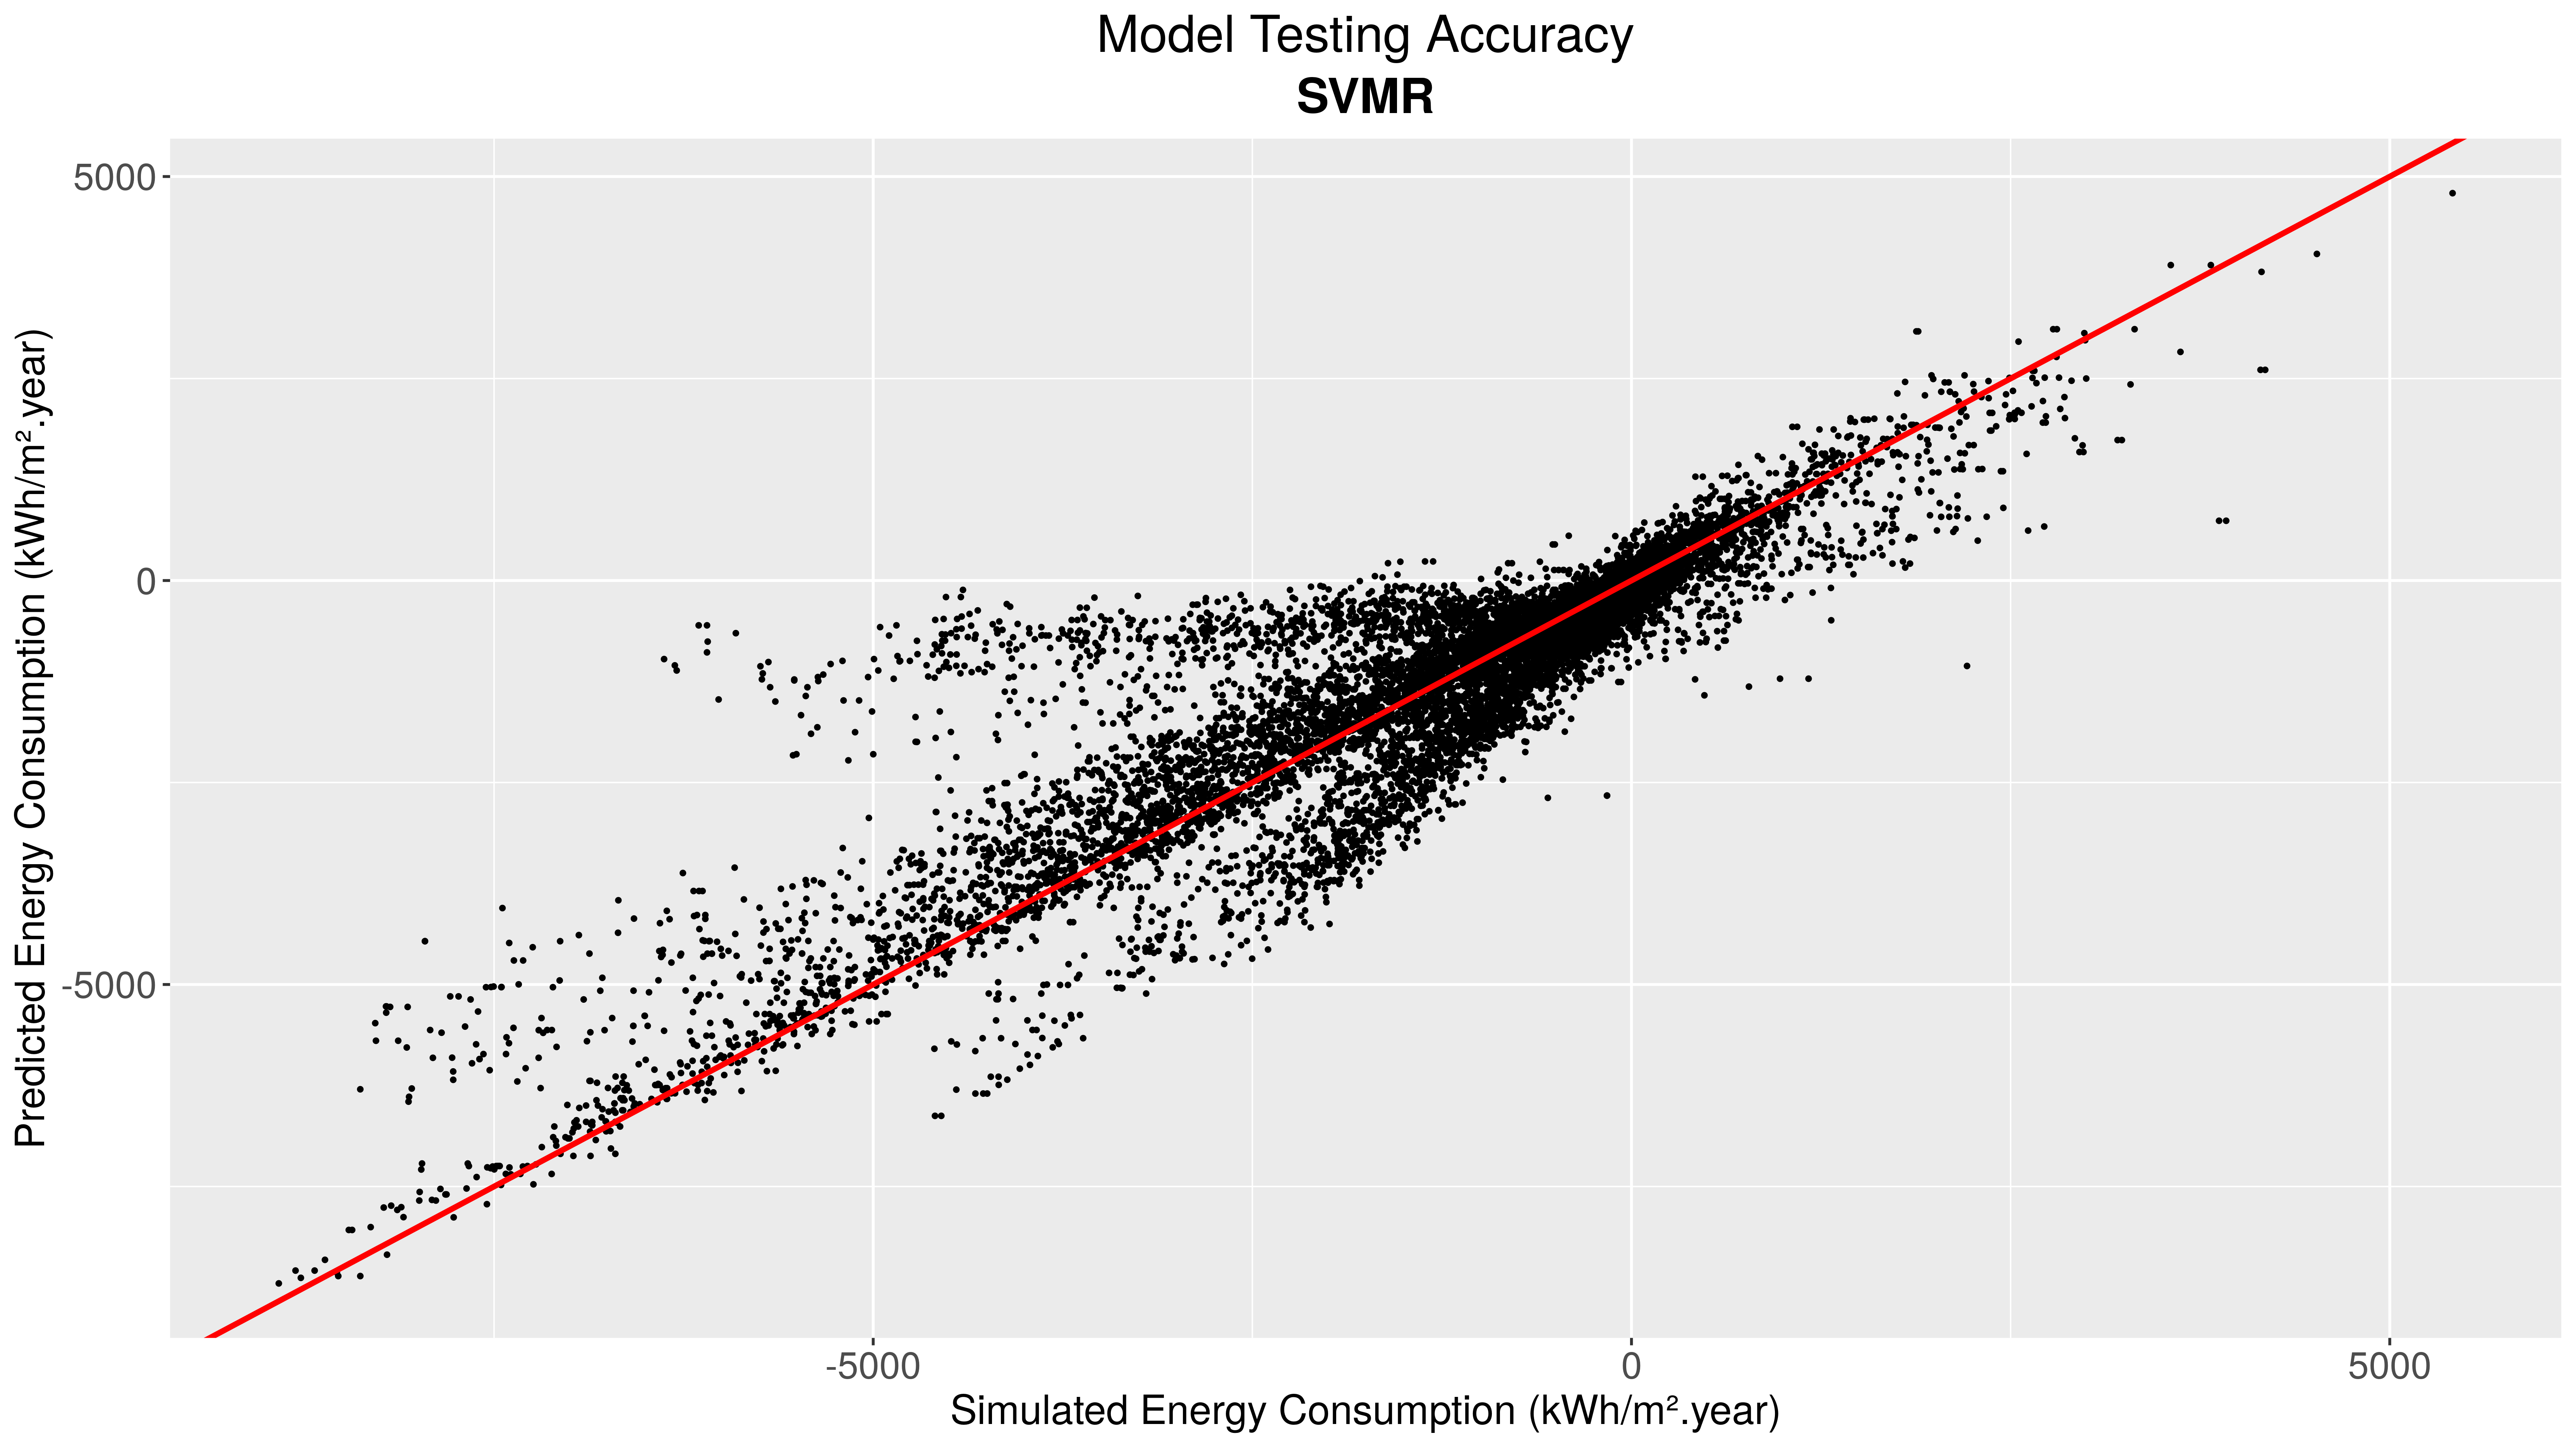 Model Testing Accuracy
SVMR
Predicted Energy Consumption (kWh/m².year)
5000
0
-5000
-5000
0
5000
Simulated Energy Consumption (kWh/m².year)